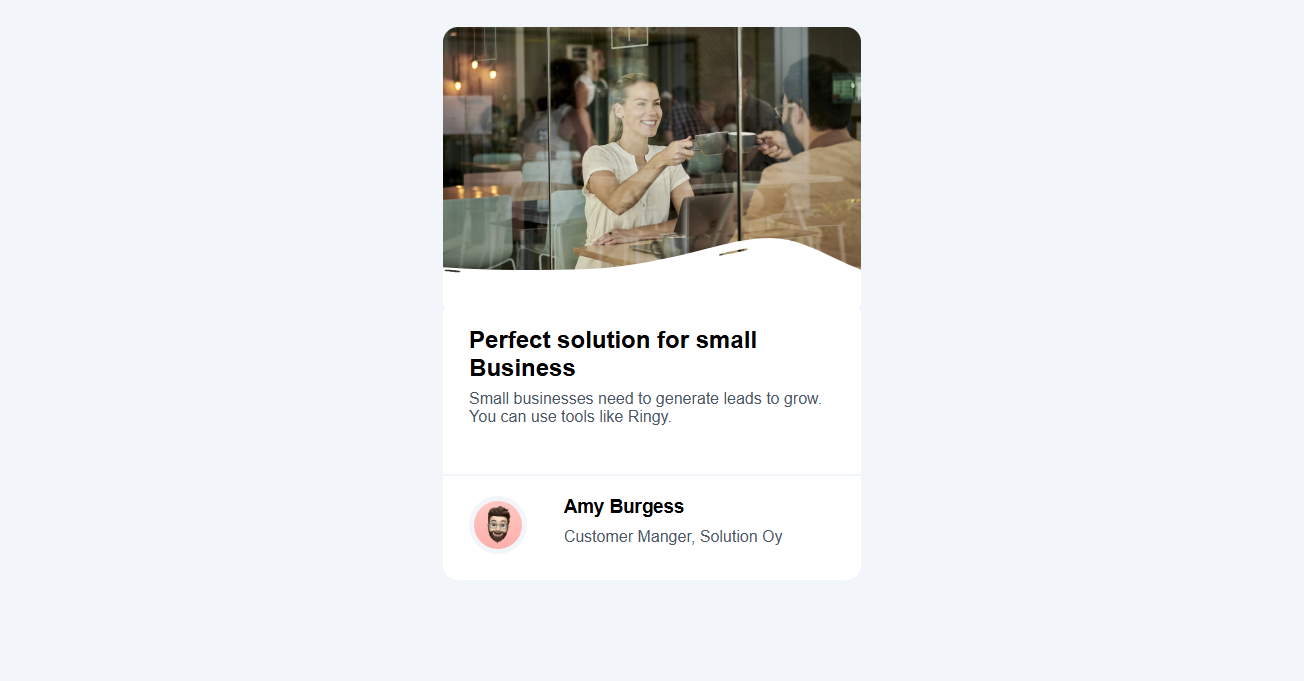 Perfect solution for small
Business
Small businesses need to generate leads to grow.
You can use tools like Ringy.
Amy Burgess
Customer Manger, Solution Oy